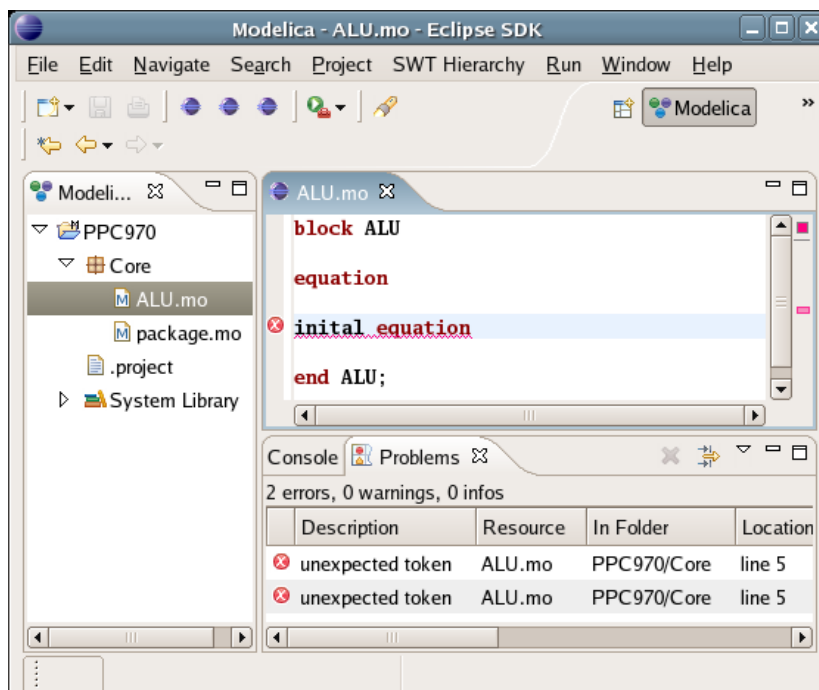 Modelica - ALU.mo - Eclipse SDK
File Edit Navigate Search Project SWT Hierarchy Run Window Help
Modelica »
Modeli...
PPC970
Core
ALU.mo
package.mo
.project
System Library
ALU.mo
block ALU
equation
inital equation
end ALU;
Console Problems
2 errors, 0 warnings, 0 infos
Description Resource In Folder Location
unexpected token ALU.mo PPC970/Core line 5
unexpected token ALU.mo PPC970/Core line 5